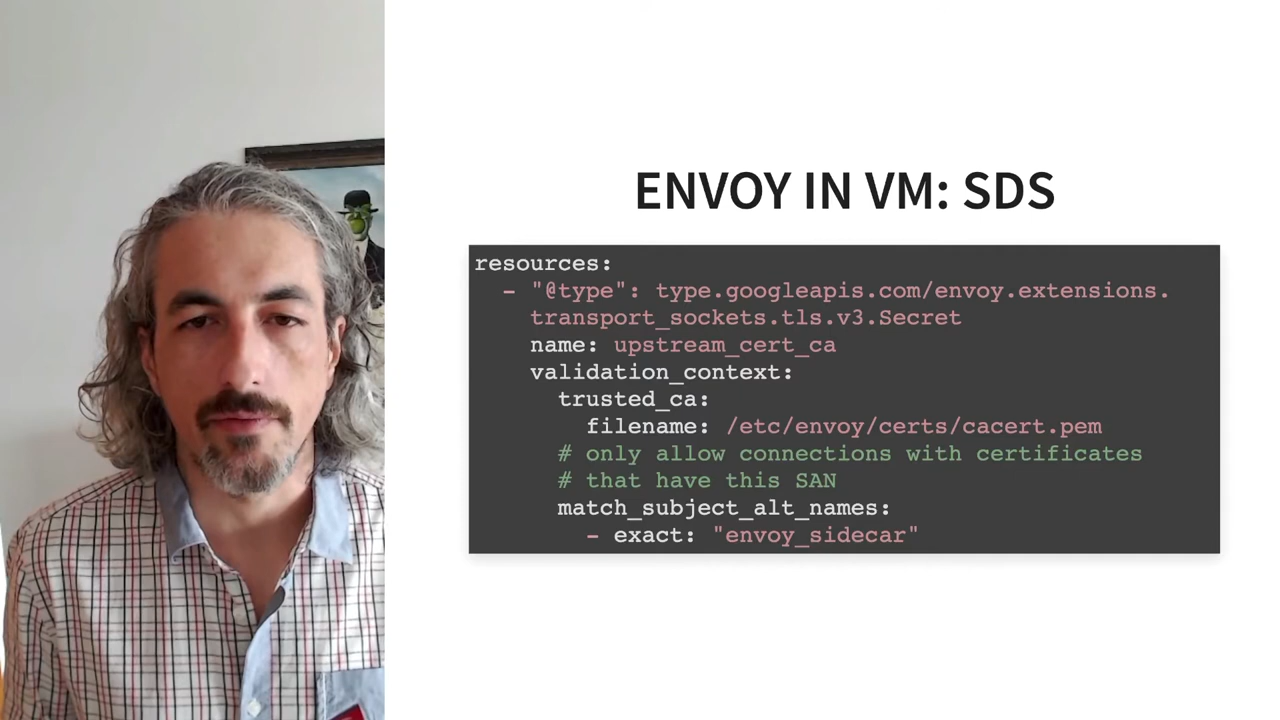 ENVOY IN VM: SDS
resources:
  - "@type": type.googleapis.com/envoy.extensions.
    transport_sockets.tls.v3.Secret
    name: upstream_cert_ca
    validation_context:
      trusted_ca:
        filename: /etc/envoy/certs/cacert.pem
      # only allow connections with certificates
      # that have this SAN
      match_subject_alt_names:
        - exact: "envoy_sidecar"